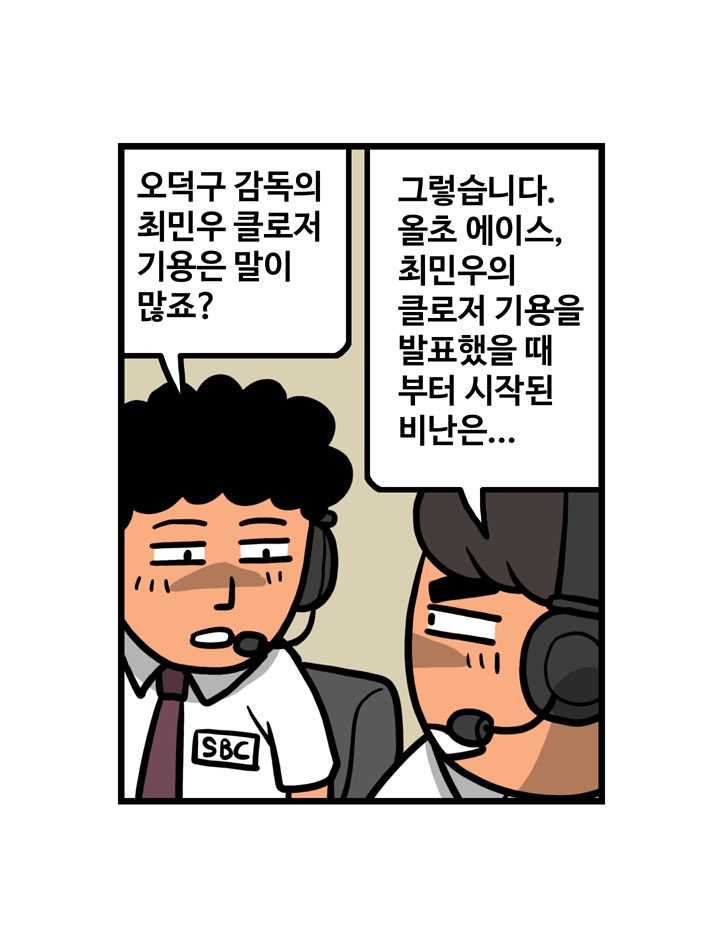 오덕구 감독의
최민우 클로저
기용은 말이
많죠?
그렇습니다.
올초 에이스,
최민우의
클로저 기용을
발표했을 때
부터 시작된
비난은...
SBC